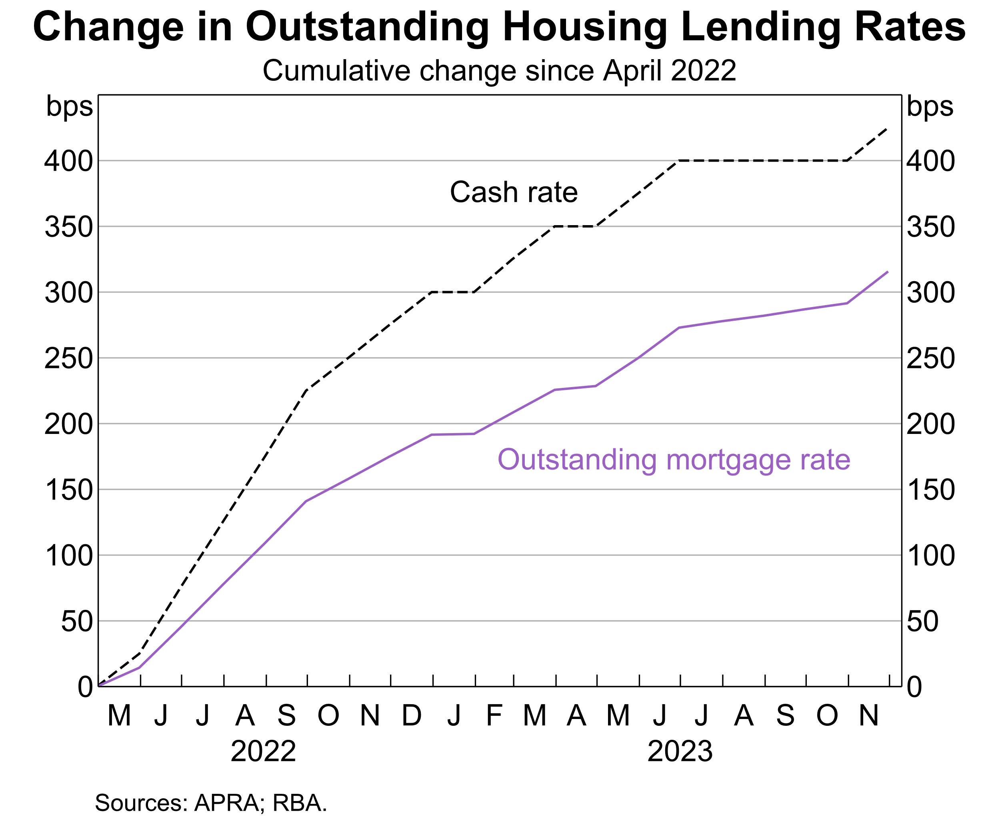 Change in Outstanding Housing Lending Rates
Cumulative change since April 2022
bps bps
400 400
Cash rate
350 350
300 300
250 250
200 200
Outstanding mortgage rate
150 150
100 100
50 50
0 0
M J J A S O N D J F M A M J J A S O N
2022 2023
Sources: APRA; RBA.